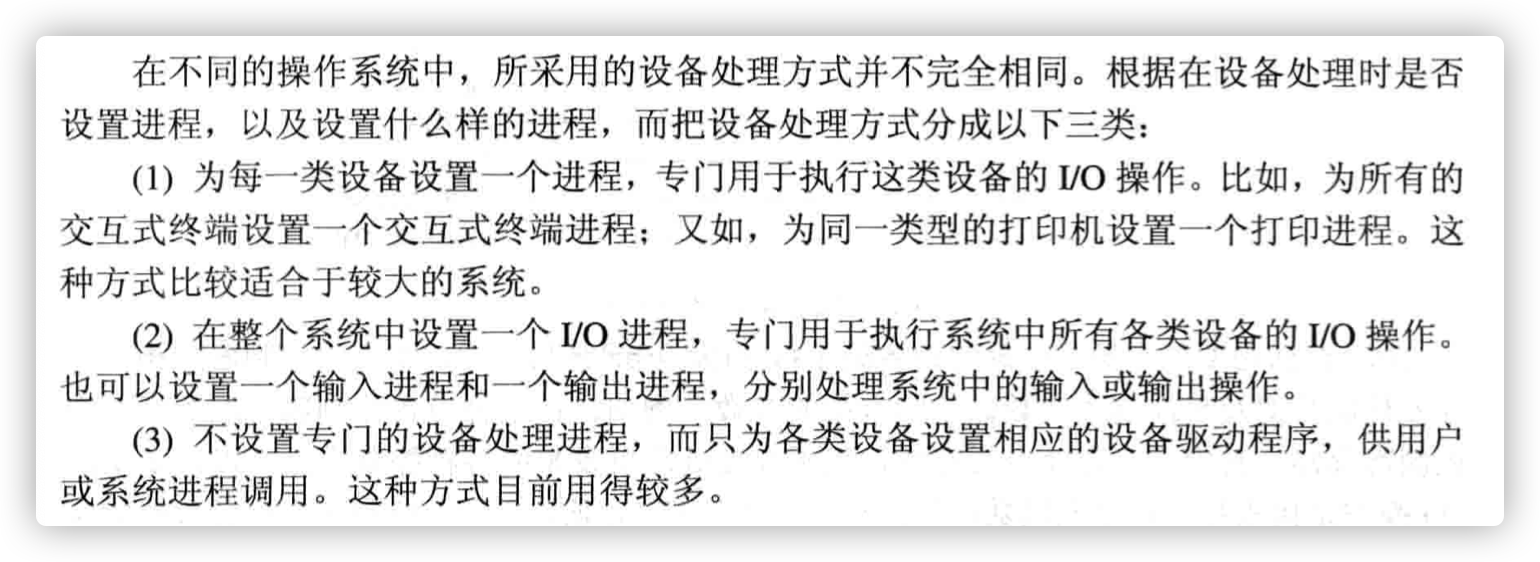 在不同的操作系统中，所采用的设备处理方式并不完全相同。根据在设备处理时是否
设置进程，以及设置什么样的进程，而把设备处理方式分成以下三类：
(1) 为每一类设备设置一个进程，专门用于执行这类设备的 I/O 操作。比如，为所有的
交互式终端设置一个交互式终端进程；又如，为同一类型的打印机设置一个打印进程。这
种方式比较适合于较大的系统。
(2) 在整个系统中设置一个 I/O 进程，专门用于执行系统中所有各类设备的 I/O 操作。
也可以设置一个输入进程和一个输出进程，分别处理系统中的输入或输出操作。
(3) 不设置专门的设备处理进程，而只为各类设备设置相应的设备驱动程序，供用户
或系统进程调用。这种方式目前用得较多。